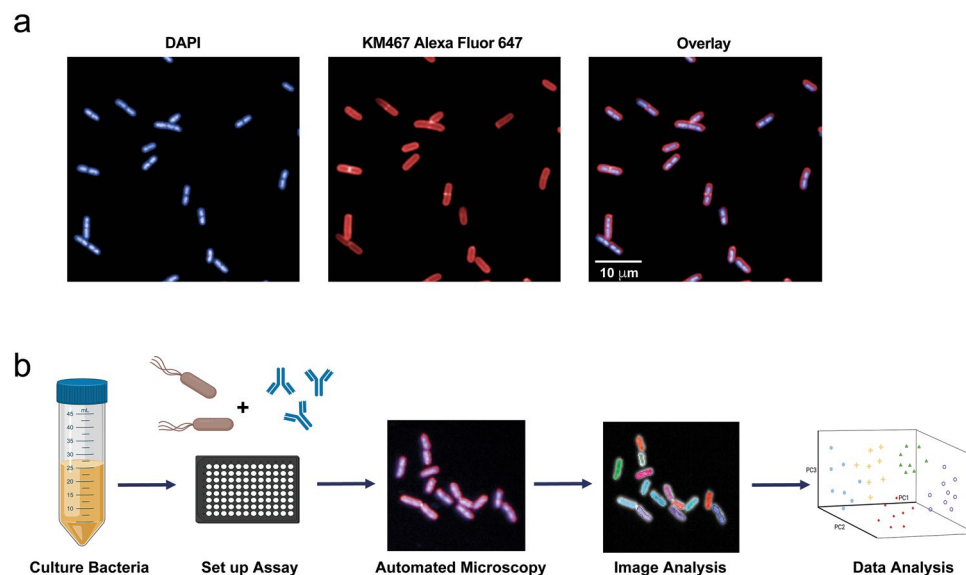 a
DAPI
KM467 Alexa Fluor 647
Overlay
10 μm
b
mL
45
40
35
30
25
20
15
10
5
+
PC3
PC1
PC2
Culture Bacteria
Set up Assay
Automated Microscopy
Image Analysis
Data Analysis